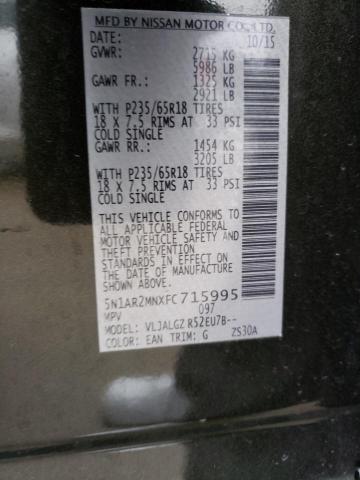 MFD BY NISSAN MOTOR CO., LTD.
DATE: 10/15
GVWR: 2715 KG
5986 LB
GAWR FR.: 1325 KG
2921 LB
WITH P235/65R18 TIRES
18 X 7.5 RIMS AT 33 PSI
COLD SINGLE
GAWR RR.: 1454 KG
3205 LB
WITH P235/65R18 TIRES
18 X 7.5 RIMS AT 33 PSI
COLD SINGLE
THIS VEHICLE CONFORMS TO
ALL APPLICABLE FEDERAL
MOTOR VEHICLE SAFETY AND
THEFT PREVENTION
STANDARDS IN EFFECT ON
THE DATE OF MANUFACTURE
SHOWN ABOVE.
5N1AR2MNXFC715995
MPV 097
MODEL: VLJALGZ R52EU7B--
COLOR: EAN TRIM: G ZS30A